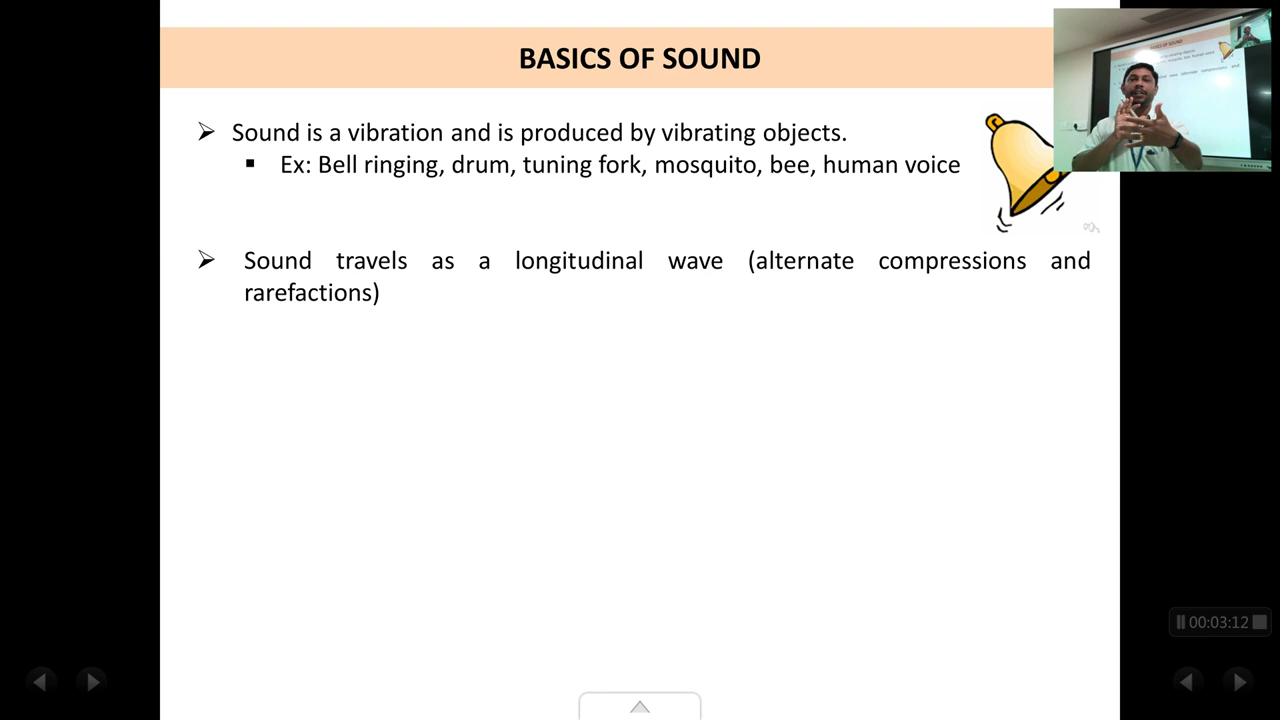 BASICS OF SOUND
➢ Sound is a vibration and is produced by vibrating objects.
▪ Ex: Bell ringing, drum, tuning fork, mosquito, bee, human voice
➢ Sound travels as a longitudinal wave (alternate compressions and
rarefactions)
00:03:12